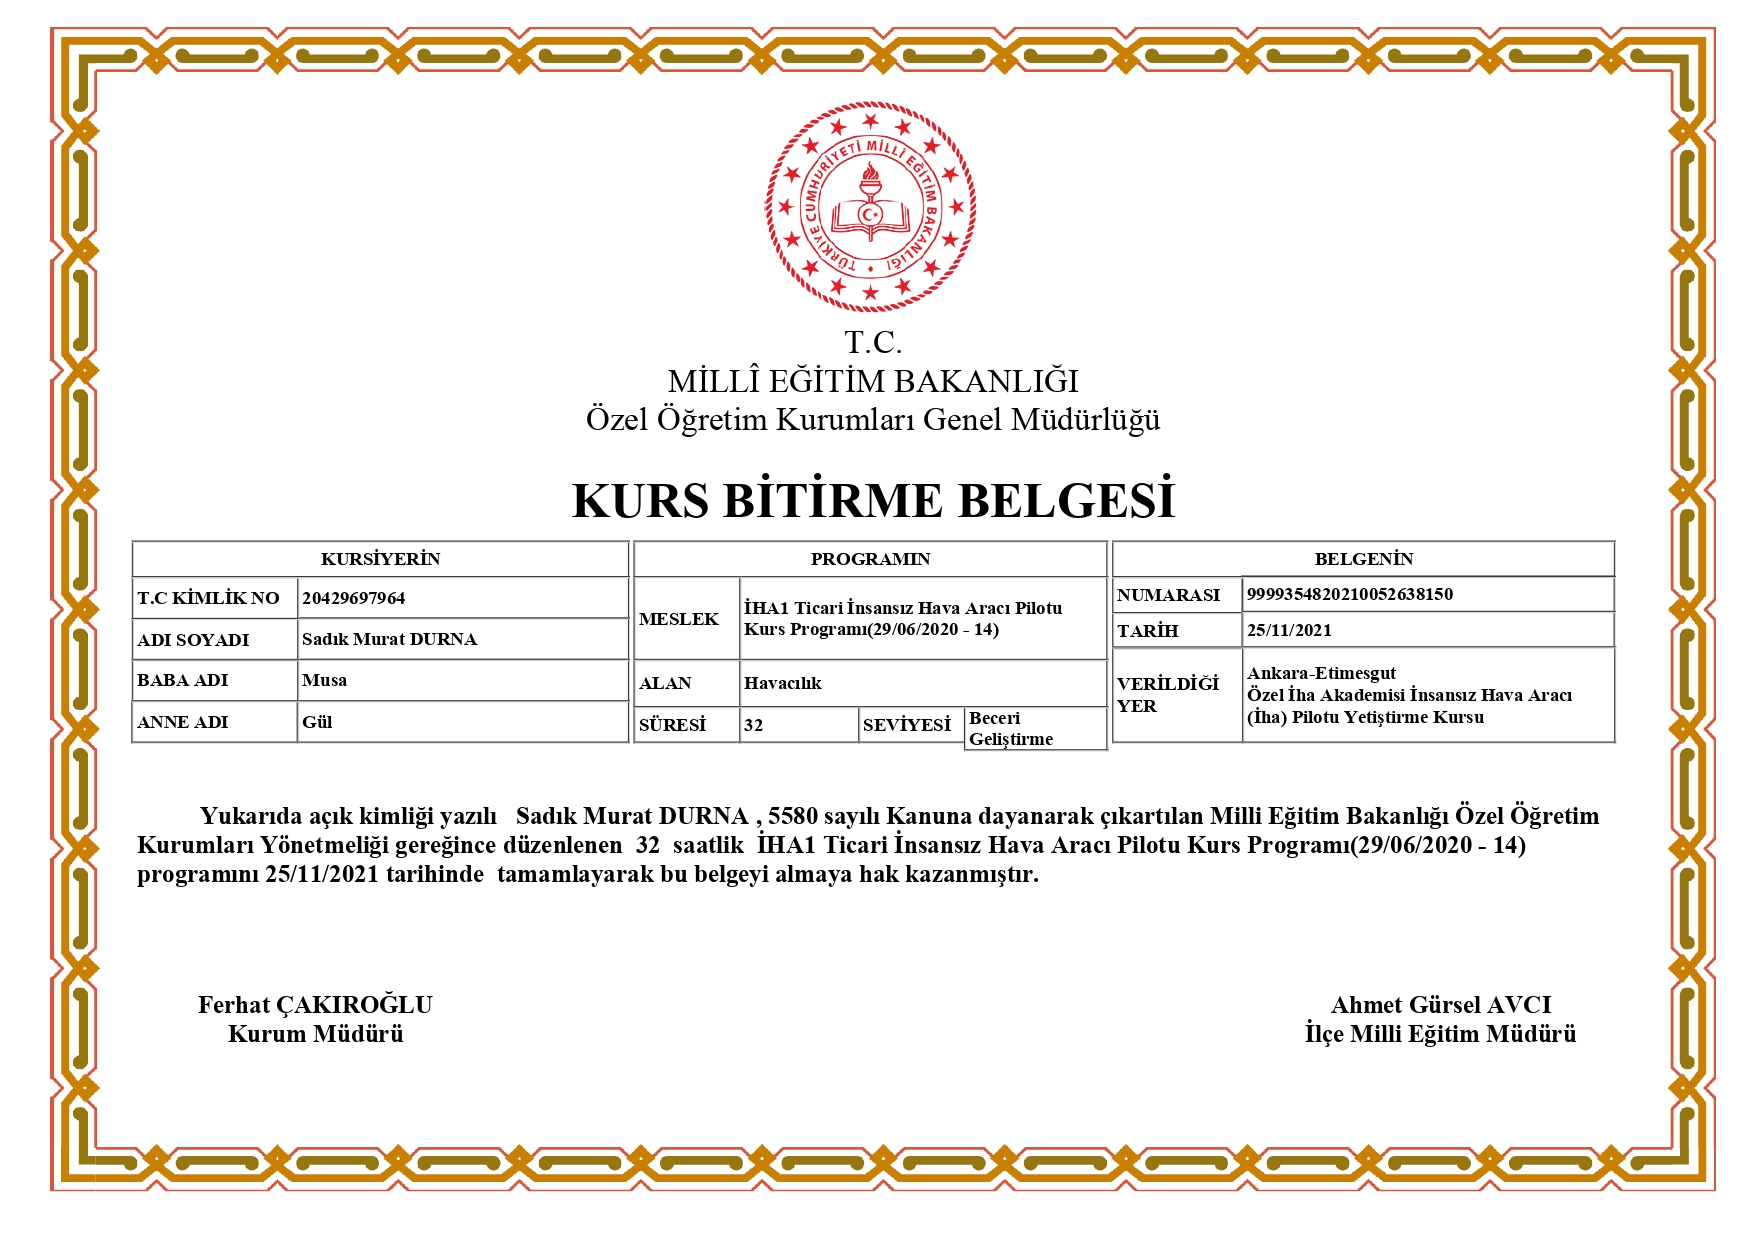 TÜRKİYE CUMHURİYETİ MİLLİ EĞİTİM BAKANLIĞI
T.C.
MİLLÎ EĞİTİM BAKANLIĞI
Özel Öğretim Kurumları Genel Müdürlüğü
KURS BİTİRME BELGESİ
KURSİYERİN
T.C KİMLİK NO 20429697964
ADI SOYADI Sadık Murat DURNA
BABA ADI Musa
ANNE ADI Gül
PROGRAMIN
MESLEK İHA1 Ticari İnsansız Hava Aracı Pilotu
Kurs Programı(29/06/2020 - 14)
ALAN Havacılık
SÜRESİ 32 SEVİYESİ Beceri
Geliştirme
BELGENİN
NUMARASI 9999354820210052638150
TARİH 25/11/2021
VERİLDİĞİ
YER
Ankara-Etimesgut
Özel İha Akademisi İnsansız Hava Aracı
(İha) Pilotu Yetiştirme Kursu
Yukarıda açık kimliği yazılı Sadık Murat DURNA , 5580 sayılı Kanuna dayanarak çıkartılan Milli Eğitim Bakanlığı Özel Öğretim
Kurumları Yönetmeliği gereğince düzenlenen 32 saatlik İHA1 Ticari İnsansız Hava Aracı Pilotu Kurs Programı(29/06/2020 - 14)
programını 25/11/2021 tarihinde tamamlayarak bu belgeyi almaya hak kazanmıştır.
Ferhat ÇAKIROĞLU
Kurum Müdürü
Ahmet Gürsel AVCI
İlçe Milli Eğitim Müdürü